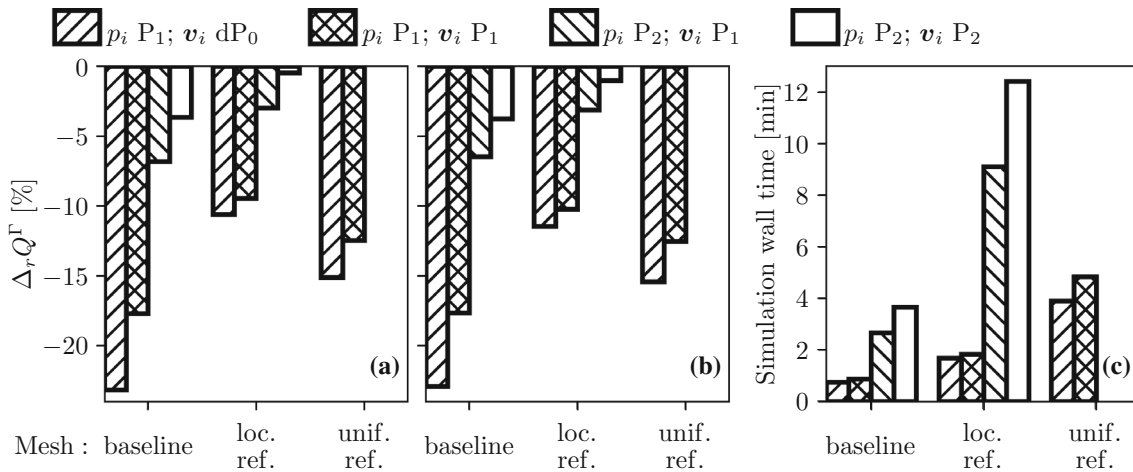 p_i P_1; v_i dP_0 p_i P_1; v_i P_1 p_i P_2; v_i P_1 p_i P_2; v_i P_2
Δ_r Q^Γ [%]
0
−5
−10
−15
−20
(a)
(b)
Simulation wall time [min]
12
10
8
6
4
2
0
(c)
Mesh : baseline loc. ref. unif. ref. baseline loc. ref. unif. ref. baseline loc. ref. unif. ref.